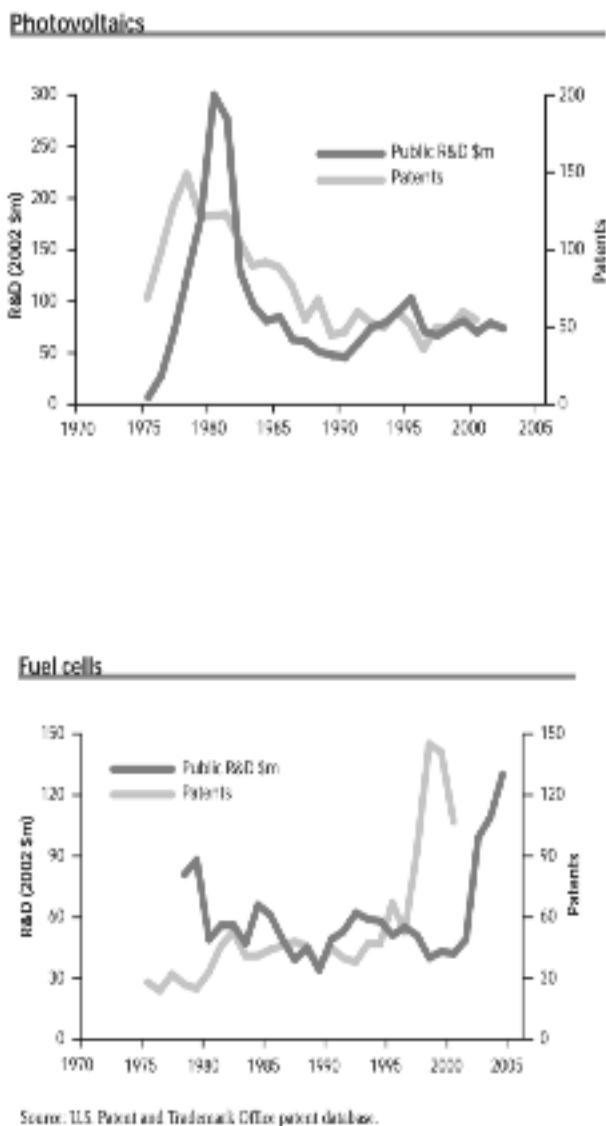 Photovoltaics
300
250
200
150
100
50
0
R&D (2002 $m)
200
150
100
50
0
Patents
Public R&D $m
Patents
1970 1975 1980 1985 1990 1995 2000 2005
Fuel cells
150
120
90
60
30
0
R&D (2002 $m)
150
120
90
60
30
0
Patents
Public R&D $m
Patents
1970 1975 1980 1985 1990 1995 2000 2005
Source: U.S. Patent and Trademark Office patent database.